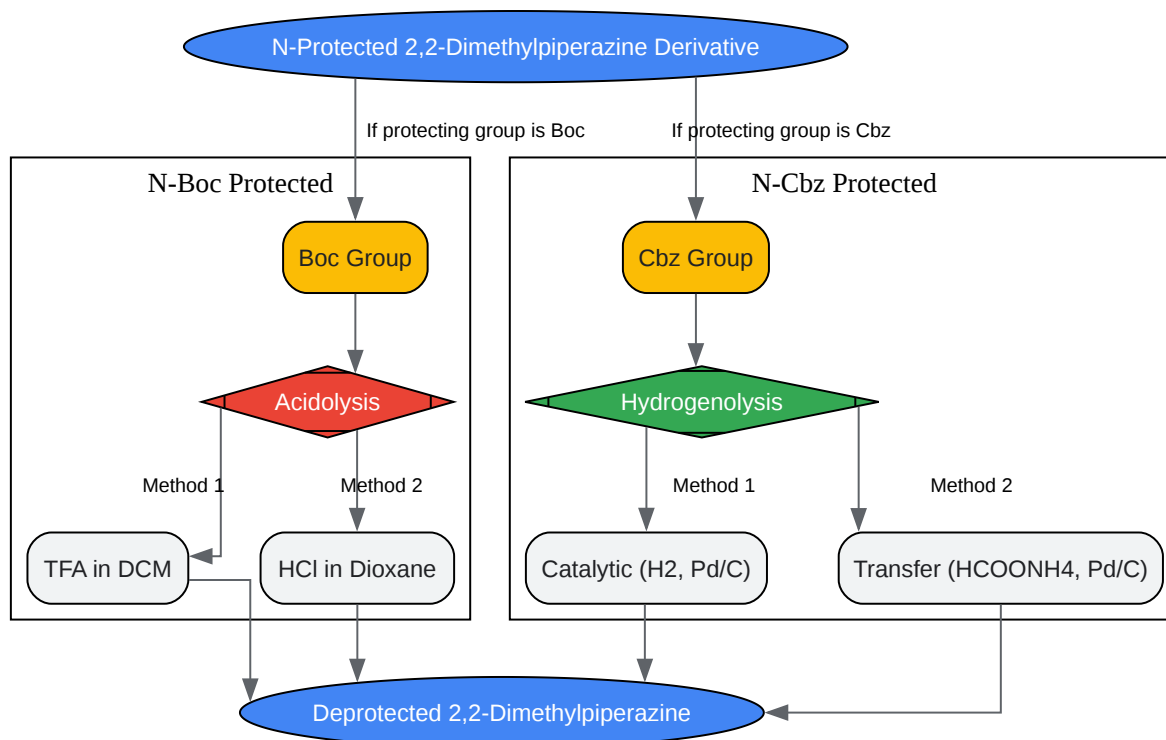 N-Protected 2,2-Dimethylpiperazine Derivative
If protecting group is Boc
If protecting group is Cbz
N-Boc Protected
N-Cbz Protected
Boc Group
Cbz Group
Acidolysis
Hydrogenolysis
Method 1
Method 2
Method 1
Method 2
TFA in DCM
HCl in Dioxane
Catalytic (H2, Pd/C)
Transfer (HCOONH4, Pd/C)
Deprotected 2,2-Dimethylpiperazine